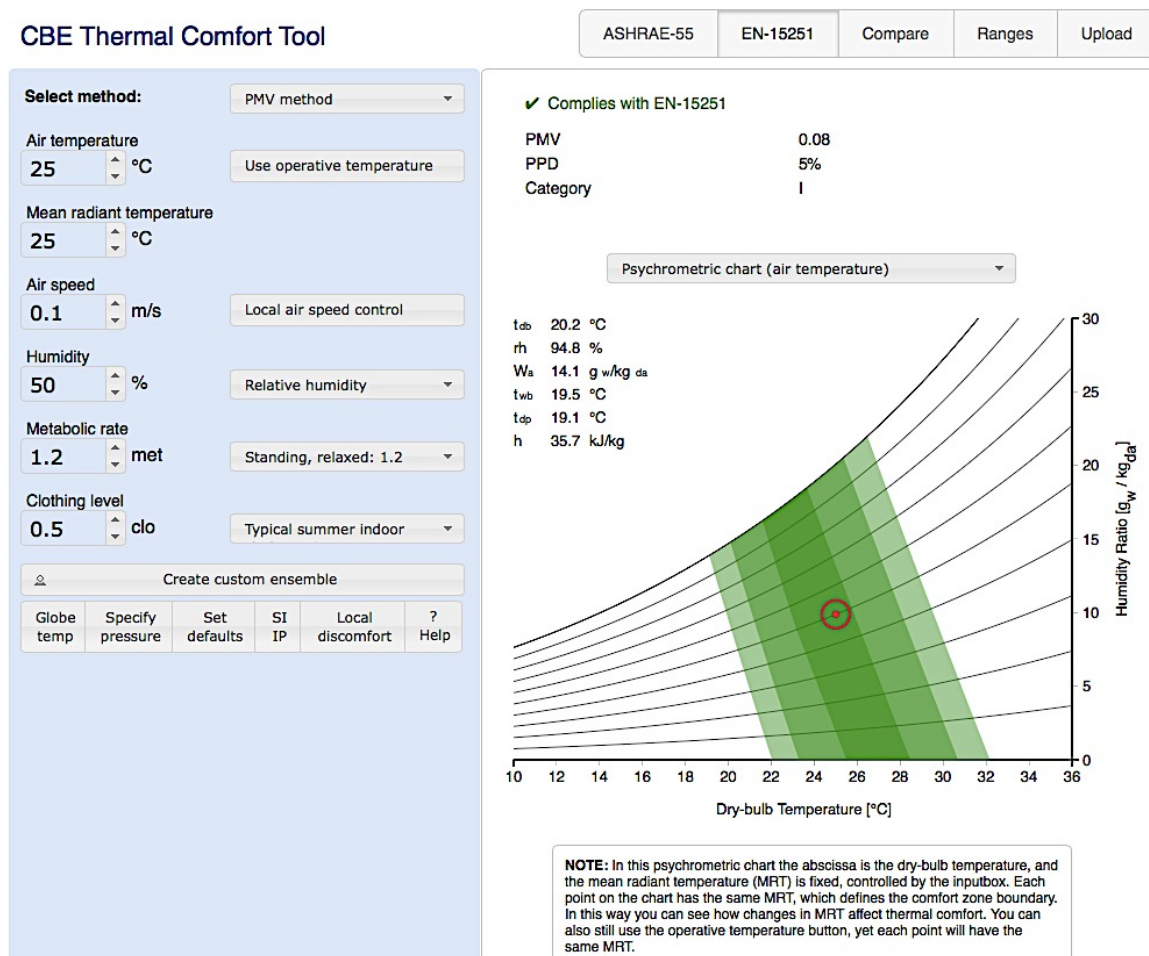 CBE Thermal Comfort Tool
ASHRAE-55 EN-15251 Compare Ranges Upload
Select method:
PMV method
Air temperature
25 °C
Use operative temperature
Mean radiant temperature
25 °C
Air speed
0.1 m/s
Local air speed control
Humidity
50 %
Relative humidity
Metabolic rate
1.2 met
Standing, relaxed: 1.2
Clothing level
0.5 clo
Typical summer indoor
Create custom ensemble
Globe temp
Specify pressure
Set defaults
SI IP
Local discomfort
? Help
✔ Complies with EN-15251
PMV 0.08
PPD 5%
Category I
Psychrometric chart (air temperature)
tdb 20.2 °C
rh 94.8 %
Wa 14.1 g w/kg da
twb 19.5 °C
tdp 19.1 °C
h 35.7 kJ/kg
30
25
20
15
10
5
0
Humidity Ratio [gw / kgda]
10 12 14 16 18 20 22 24 26 28 30 32 34 36
Dry-bulb Temperature [°C]
NOTE: In this psychrometric chart the abscissa is the dry-bulb temperature, and
the mean radiant temperature (MRT) is fixed, controlled by the inputbox. Each
point on the chart has the same MRT, which defines the comfort zone boundary.
In this way you can see how changes in MRT affect thermal comfort. You can
also still use the operative temperature button, yet each point will have the
same MRT.